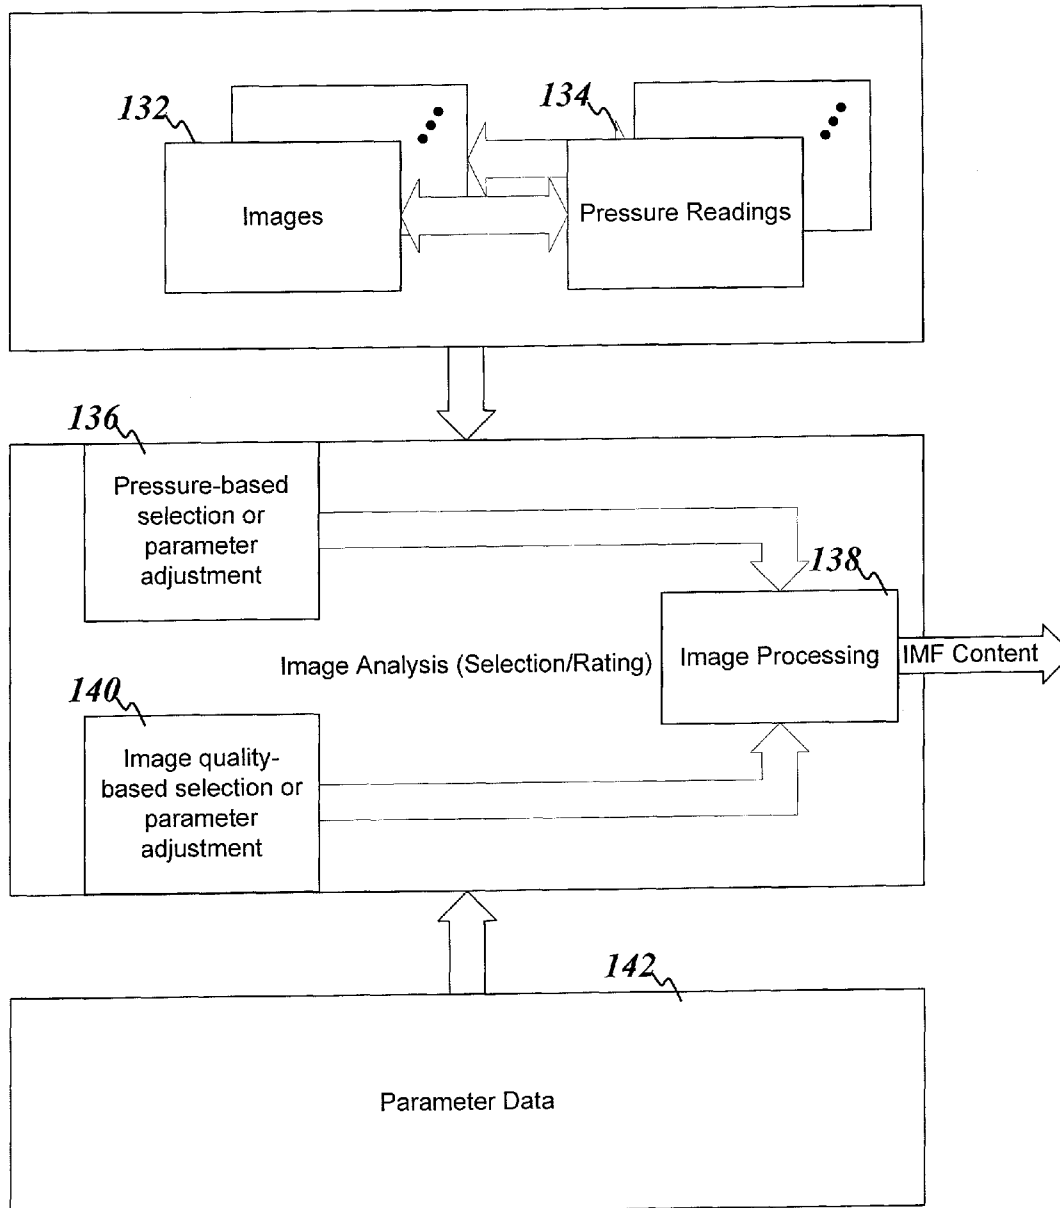 132
134
Images
Pressure Readings
136
Pressure-based
selection or
parameter
adjustment
138
Image Analysis (Selection/Rating)
Image Processing
IMF Content
140
Image quality-
based selection or
parameter
adjustment
142
Parameter Data